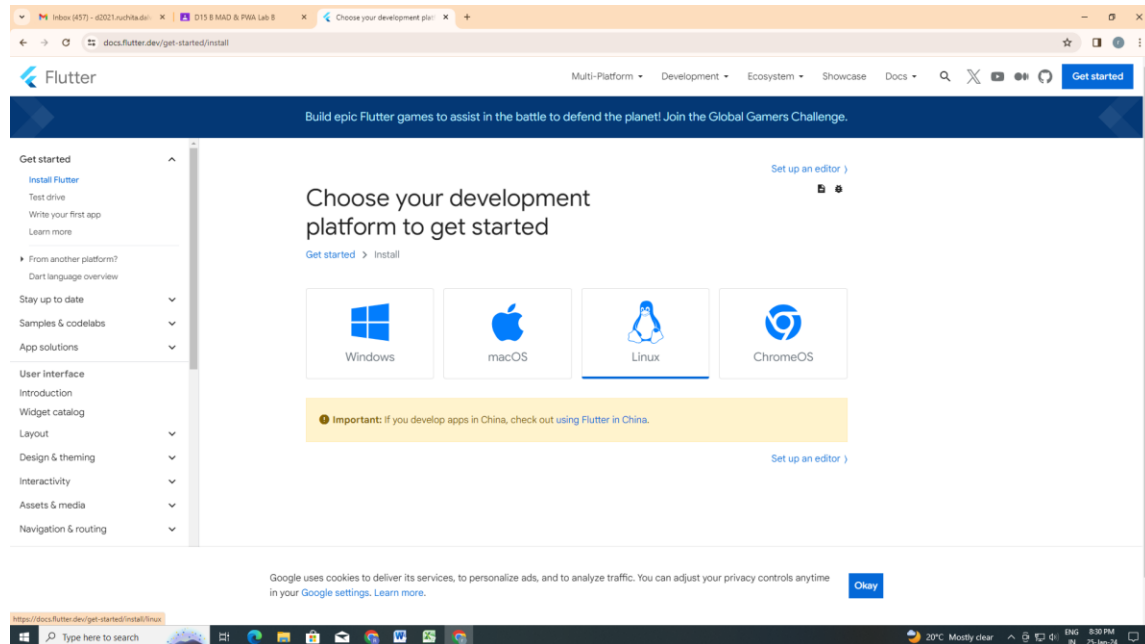 Inbox (457) - d2021.ruchita.dal
D15 B MAD & PWA Lab B
Choose your development plat
docs.flutter.dev/get-started/install
Flutter
Multi-Platform
Development
Ecosystem
Showcase
Docs
Get started
Build epic Flutter games to assist in the battle to defend the planet! Join the Global Gamers Challenge.
Get started
Install Flutter
Test drive
Write your first app
Learn more
From another platform?
Dart language overview
Stay up to date
Samples & codelabs
App solutions
User interface
Introduction
Widget catalog
Layout
Design & theming
Interactivity
Assets & media
Navigation & routing
Set up an editor
Choose your development
platform to get started
Get started > Install
Windows
macOS
Linux
ChromeOS
Important: If you develop apps in China, check out using Flutter in China.
Set up an editor
Google uses cookies to deliver its services, to personalize ads, and to analyze traffic. You can adjust your privacy controls anytime
in your Google settings. Learn more.
Okay
https://docs.flutter.dev/get-started/install/linux
Type here to search
20°C Mostly clear
ENG
IN
8:30 PM
25-Jan-24